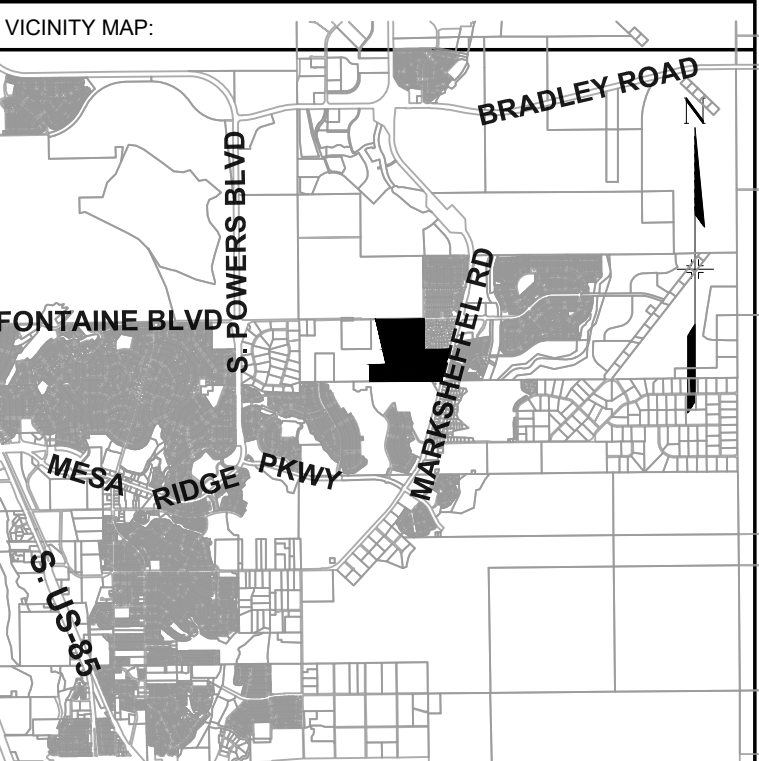 VICINITY MAP:
BRADLEY ROAD
N
S. POWERS BLVD
MARKSHEFFEL RD
FONTAINE BLVD
MESA RIDGE PKWY
S. US-85